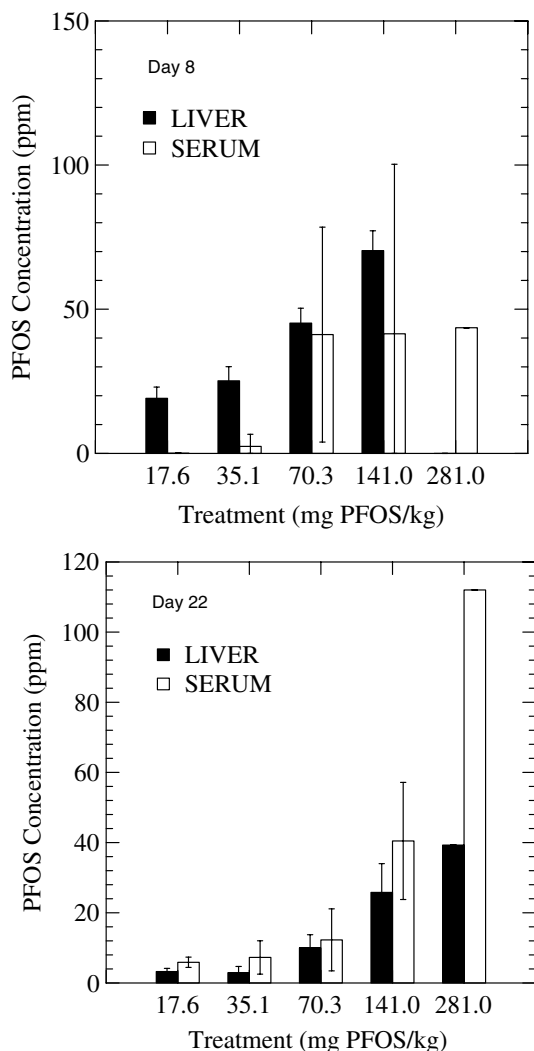 150
Day 8
LIVER
SERUM
100
50
0
PFOS Concentration (ppm)
17.6 35.1 70.3 141.0 281.0
Treatment (mg PFOS/kg)
120
Day 22
LIVER
SERUM
100
80
60
40
20
0
PFOS Concentration (ppm)
17.6 35.1 70.3 141.0 281.0
Treatment (mg PFOS/kg)